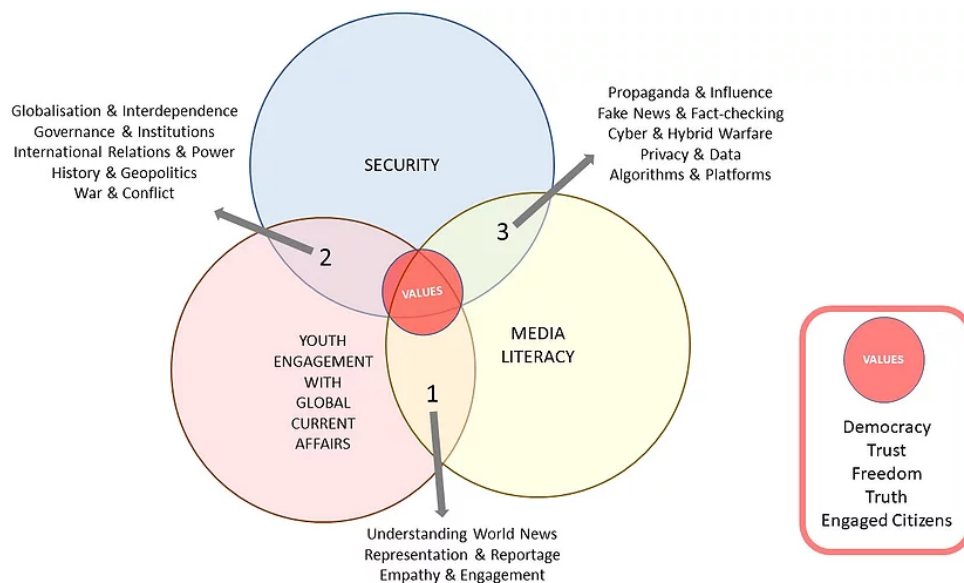 Globalisation & Interdependence
Governance & Institutions
International Relations & Power
History & Geopolitics
War & Conflict
Propaganda & Influence
Fake News & Fact-checking
Cyber & Hybrid Warfare
Privacy & Data
Algorithms & Platforms
SECURITY
2
3
VALUES
YOUTH
ENGAGEMENT
WITH
GLOBAL
CURRENT
AFFAIRS
MEDIA
LITERACY
1
Understanding World News
Representation & Reportage
Empathy & Engagement
VALUES
Democracy
Trust
Freedom
Truth
Engaged Citizens